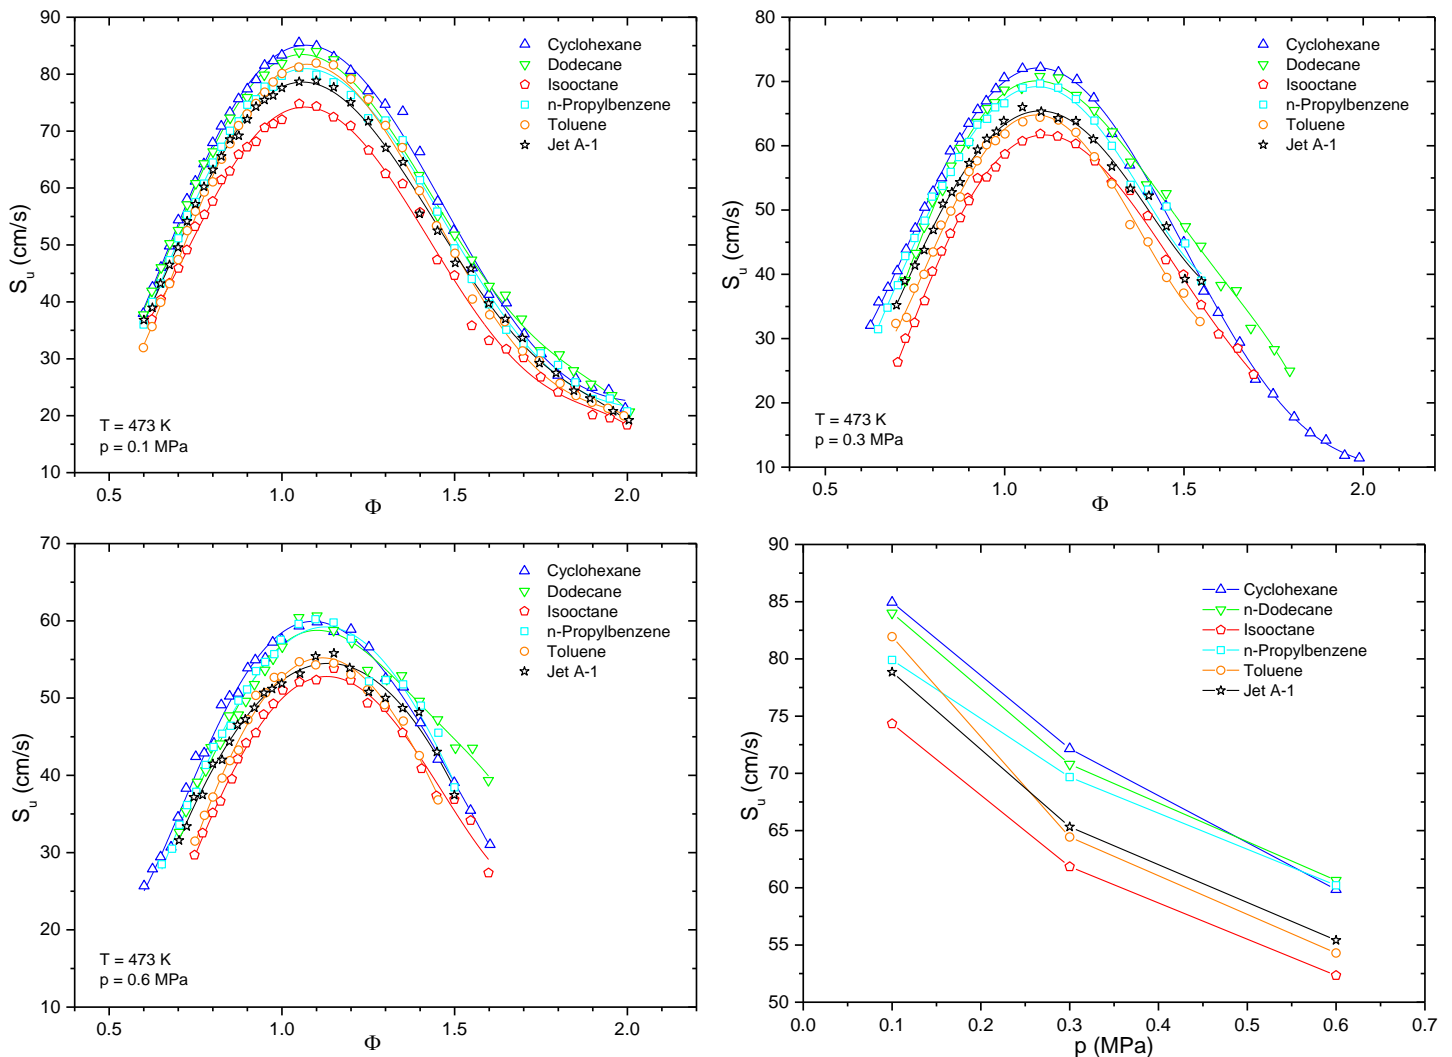 90
80
70
60
50
40
30
20
10
S_u (cm/s)
Cyclohexane
Dodecane
Isooctane
n-Propylbenzene
Toluene
Jet A-1
T = 473 K
p = 0.1 MPa
0.5 1.0 1.5 2.0
Φ
80
70
60
50
40
30
20
10
S_u (cm/s)
Cyclohexane
Dodecane
Isooctane
n-Propylbenzene
Toluene
Jet A-1
T = 473 K
p = 0.3 MPa
0.5 1.0 1.5 2.0
Φ
70
60
50
40
30
20
10
S_u (cm/s)
Cyclohexane
Dodecane
Isooctane
n-Propylbenzene
Toluene
Jet A-1
T = 473 K
p = 0.6 MPa
0.5 1.0 1.5 2.0
Φ
90
85
80
75
70
65
60
55
50
S_u (cm/s)
Cyclohexane
n-Dodecane
Isooctane
n-Propylbenzene
Toluene
Jet A-1
0.0 0.1 0.2 0.3 0.4 0.5 0.6 0.7
p (MPa)